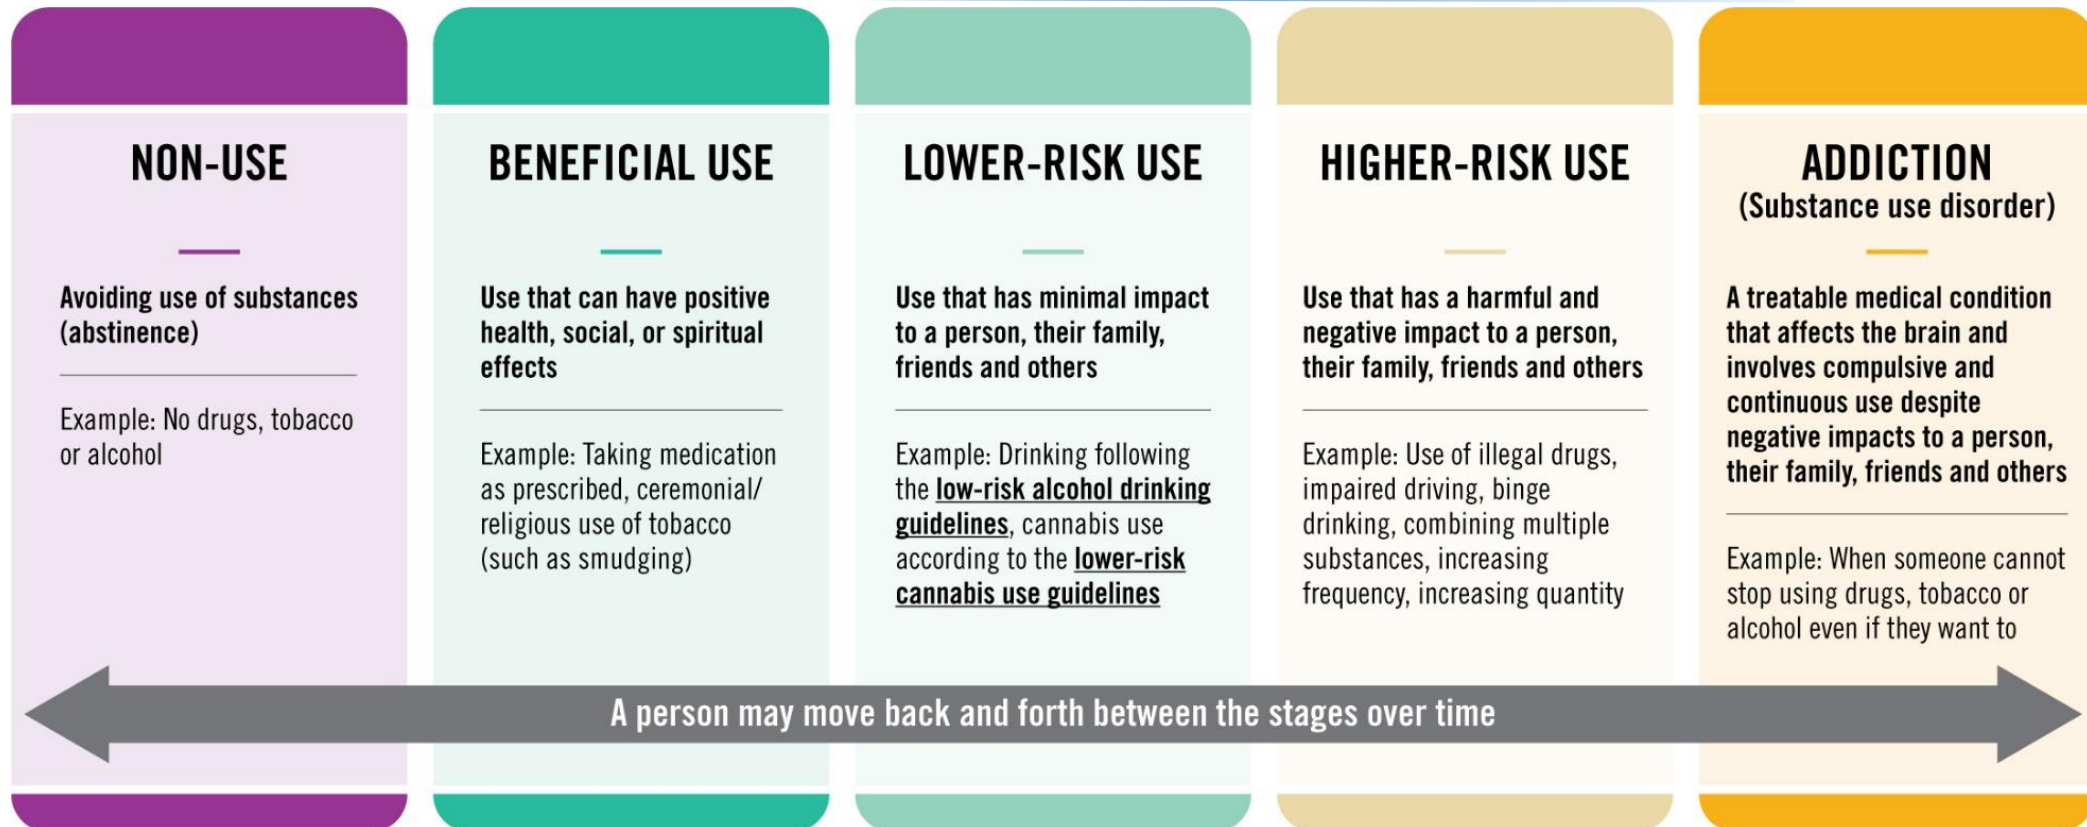 NON-USE
Avoiding use of substances
(abstinence)
Example: No drugs, tobacco
or alcohol
BENEFICIAL USE
Use that can have positive
health, social, or spiritual
effects
Example: Taking medication
as prescribed, ceremonial/
religious use of tobacco
(such as smudging)
LOWER-RISK USE
Use that has minimal impact
to a person, their family,
friends and others
Example: Drinking following
the low-risk alcohol drinking
guidelines, cannabis use
according to the lower-risk
cannabis use guidelines
HIGHER-RISK USE
Use that has a harmful and
negative impact to a person,
their family, friends and others
Example: Use of illegal drugs,
impaired driving, binge
drinking, combining multiple
substances, increasing
frequency, increasing quantity
ADDICTION
(Substance use disorder)
A treatable medical condition
that affects the brain and
involves compulsive and
continuous use despite
negative impacts to a person,
their family, friends and others
Example: When someone cannot
stop using drugs, tobacco or
alcohol even if they want to
A person may move back and forth between the stages over time